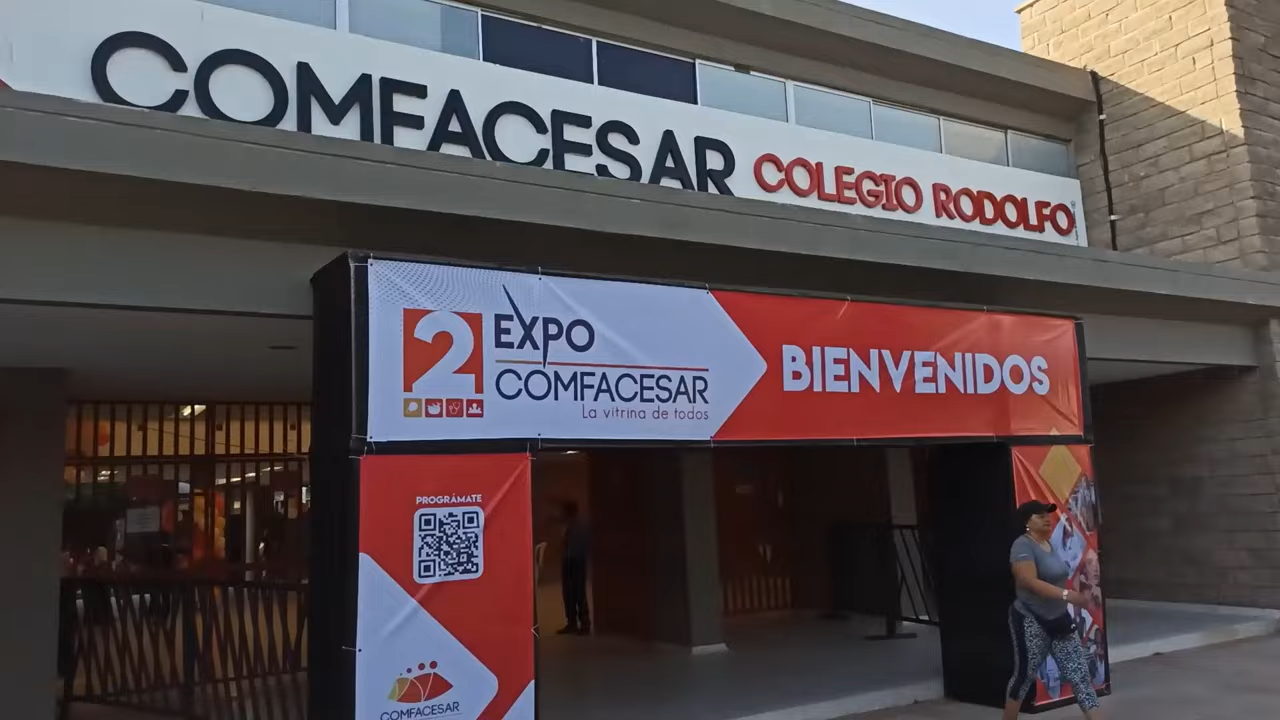 COMFACESAR COLEGIO RODOLFO
2 EXPO
COMFACESAR
La vitrina de todos
BIENVENIDOS
PROGRÁMATE
COMFACESAR